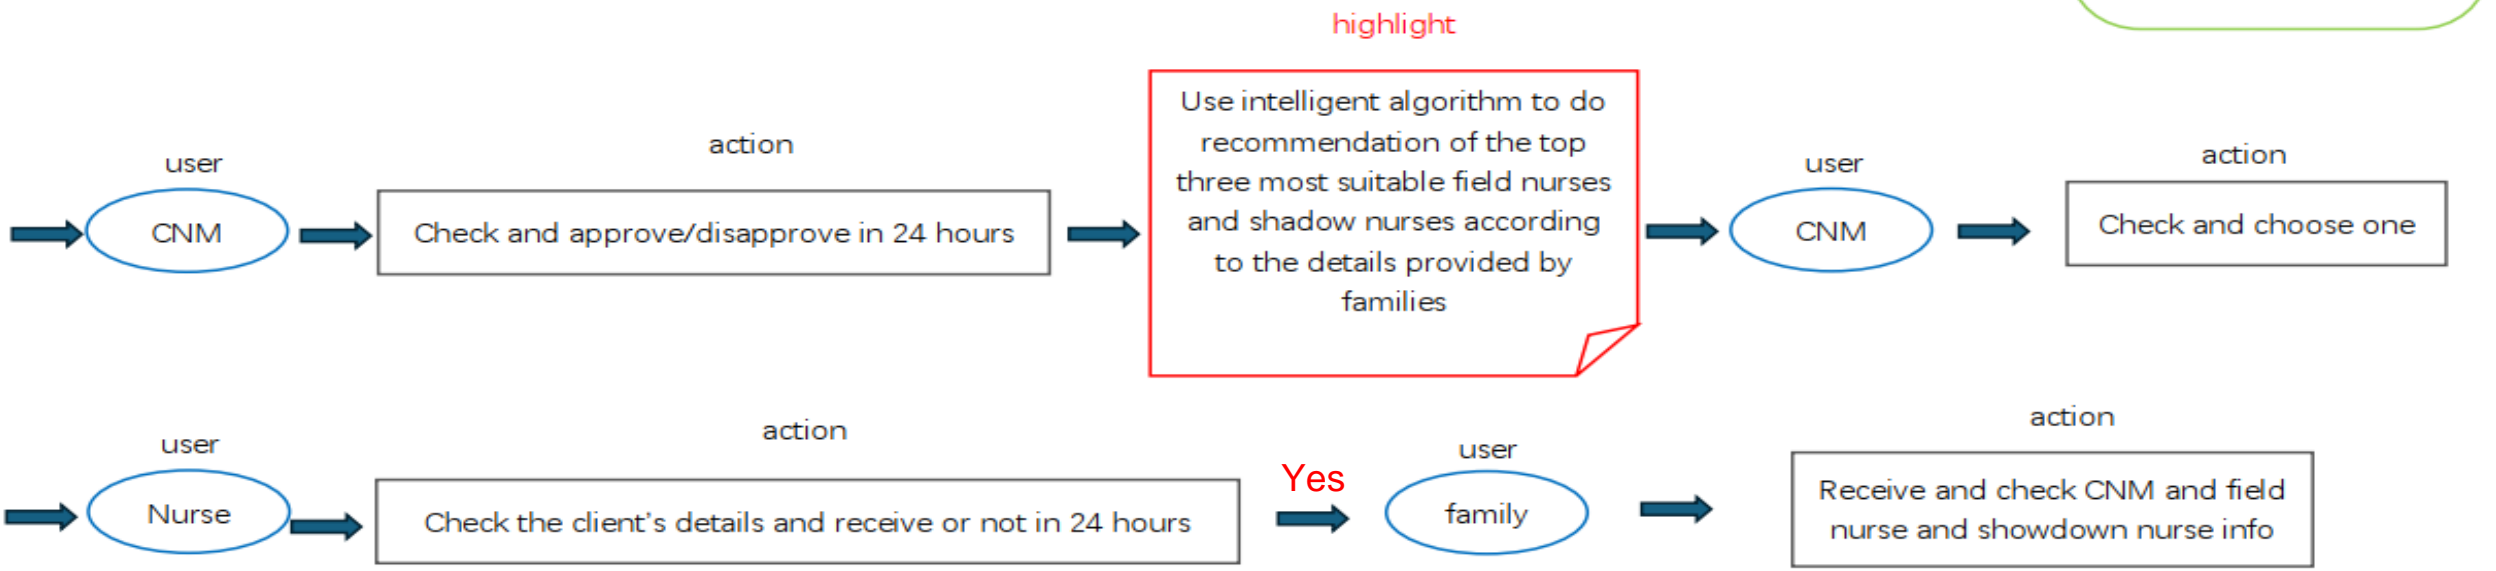 highlight
user
CNM
action
Check and approve/disapprove in 24 hours
Use intelligent algorithm to do
recommendation of the top
three most suitable field nurses
and shadow nurses according
to the details provided by
families
user
CNM
action
Check and choose one
user
Nurse
action
Check the client's details and receive or not in 24 hours
Yes
user
family
action
Receive and check CNM and field
nurse and showdown nurse info